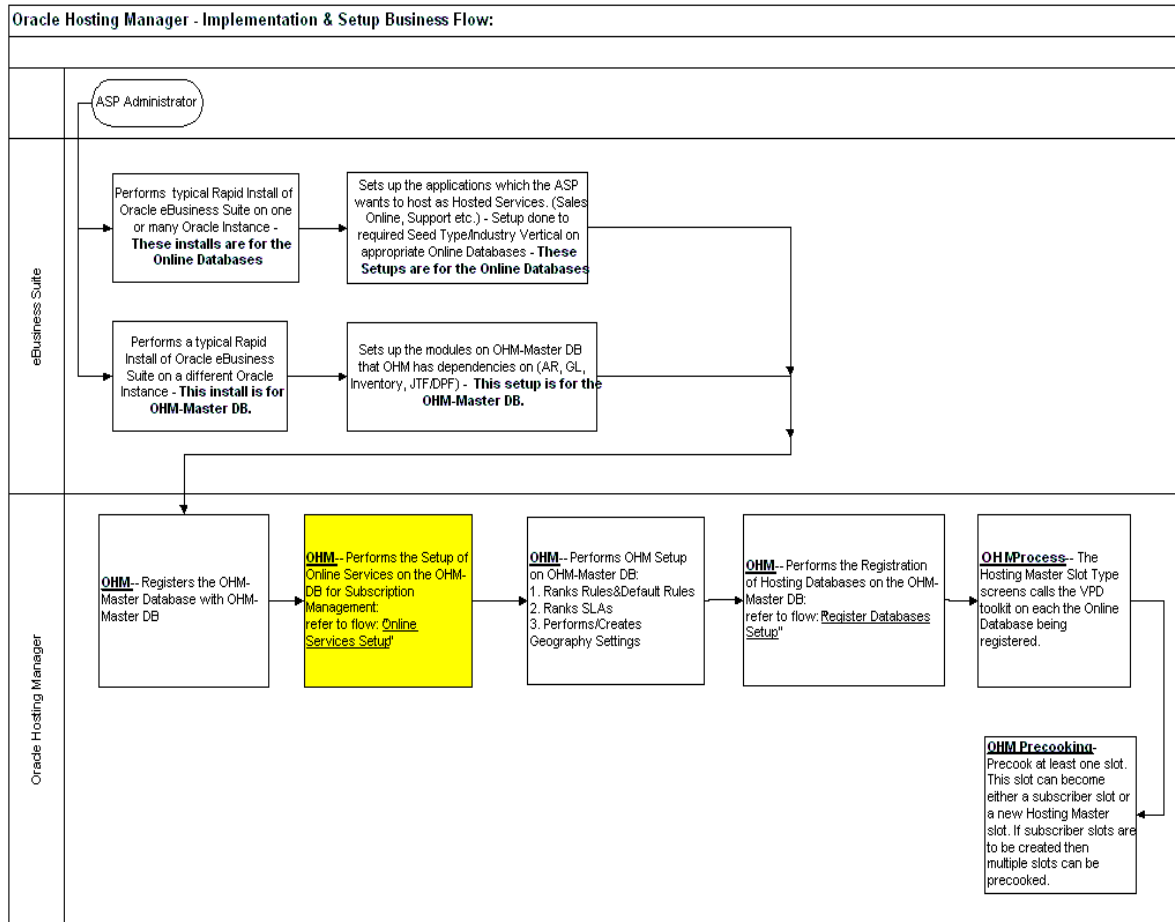 Oracle Hosting Manager - Implementation & Setup Business Flow:
ASP Administrator
eBusiness Suite
Performs typical Rapid Install of
Oracle eBusiness Suite on one
or many Oracle Instance -
These installs are for the
Online Databases
Sets up the applications which the ASP
wants to host as Hosted Services. (Sales
Online, Support etc.) - Setup done to
required Seed Type/Industry Vertical on
appropriate Online Databases - These
Setups are for the Online Databases
Performs a typical Rapid
Install of Oracle eBusiness
Suite on a different Oracle
Instance - This install is for
OHM-Master DB.
Sets up the modules on OHM-Master DB
that OHM has dependencies on (AR, GL,
Inventory, JTF/DPF) - This setup is for the
OHM-Master DB.
Oracle Hosting Manager
OHM-- Registers the OHM-
Master Database with OHM-
Master DB
OHM-- Performs the Setup of
Online Services on the OHM-
DB for Subscription
Management:
refer to flow: "Online
Services Setup"
OHM-- Performs OHM Setup
on OHM-Master DB:
1. Ranks Rules&Default Rules
2. Ranks SLAs
3. Performs/Creates
Geography Settings
OHM-- Performs the Registration
of Hosting Databases on the OHM-
Master DB:
refer to flow: "Register Databases
Setup"
OHMProcess-- The
Hosting Master Slot Type
screens calls the VPD
toolkit on each the Online
Database being
registered.
OHM Precooking-
Precook at least one slot.
This slot can become
either a subscriber slot or
a new Hosting Master
slot. If subscriber slots are
to be created then
multiple slots can be
precooked.